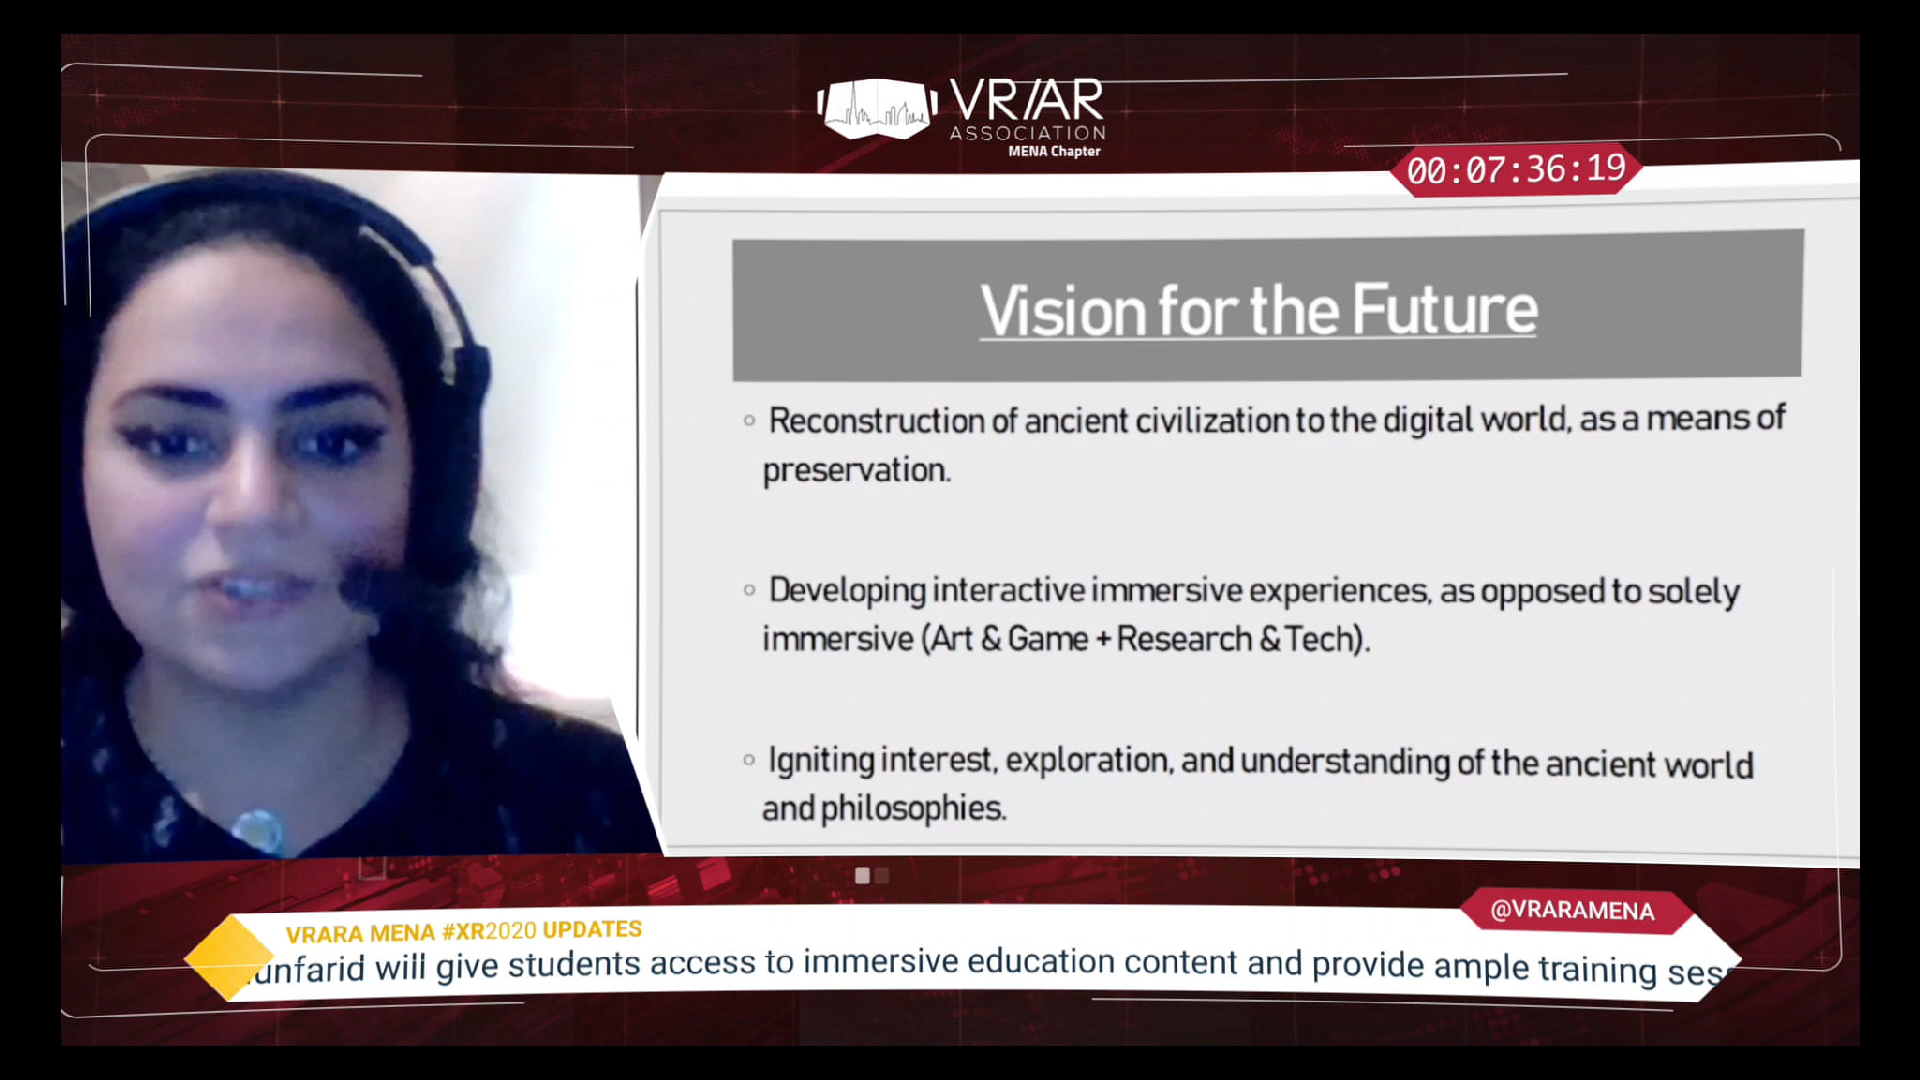 VR/AR
ASSOCIATION
MENA Chapter
00:07:36:19
Vision for the Future
Reconstruction of ancient civilization to the digital world, as a means of
preservation.
Developing interactive immersive experiences, as opposed to solely
immersive (Art & Game + Research & Tech).
Igniting interest, exploration, and understanding of the ancient world
and philosophies.
@VRARAMENA
VRARA MENA #XR2020 UPDATES
will give students access to immersive education content and provide ample training